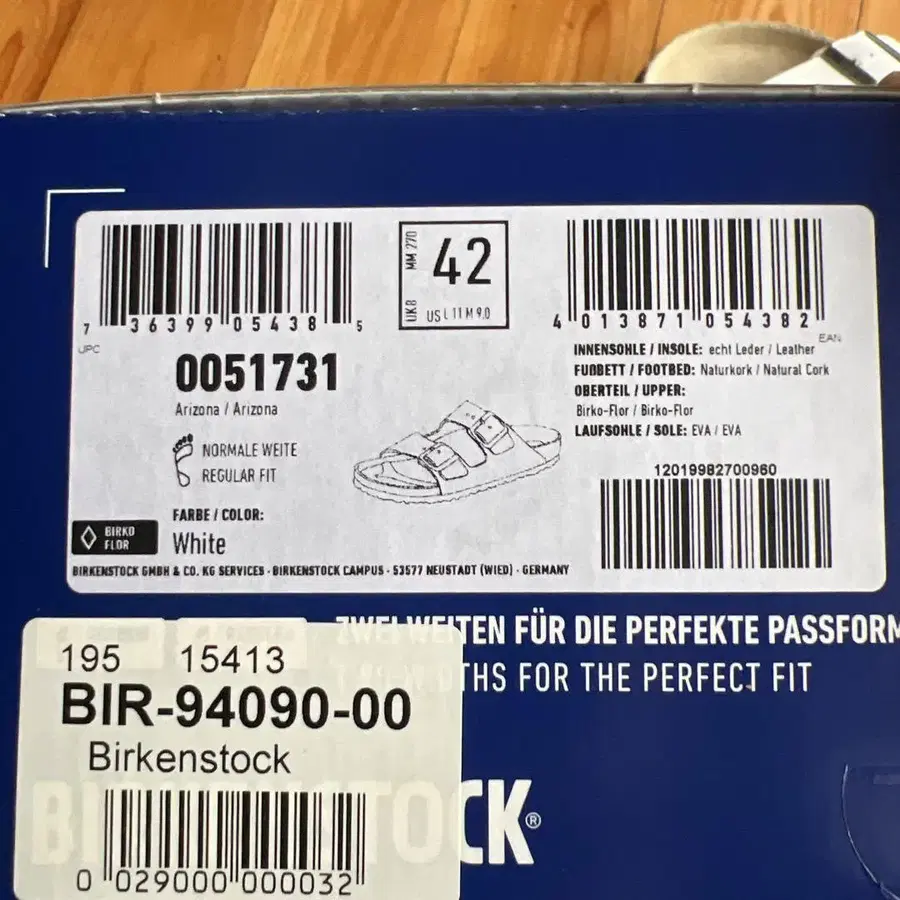 7 36399 05438 5
UPC
MM 270
42
UK 8
US L 11 M 9.0
4 013871 054382
EAN
0051731
Arizona / Arizona
NORMALE WEITE
REGULAR FIT
FARBE / COLOR:
White
BIRKO
FLOR
INNENSOHLE / INSOLE: echt Leder / Leather
FUßBETT / FOOTBED: Naturkork / Natural Cork
OBERTEIL / UPPER:
Birko-Flor / Birko-Flor
LAUFSOHLE / SOLE: EVA / EVA
12019982700960
BIRKENSTOCK GMBH & CO. KG SERVICES · BIRKENSTOCK CAMPUS · 53577 NEUSTADT (WIED) · GERMANY
ZWEI WEITEN FÜR DIE PERFEKTE PASSFORM
THS FOR THE PERFECT FIT
195 15413
BIR-94090-00
Birkenstock
0 029000 000032
BIRKENSTOCK®